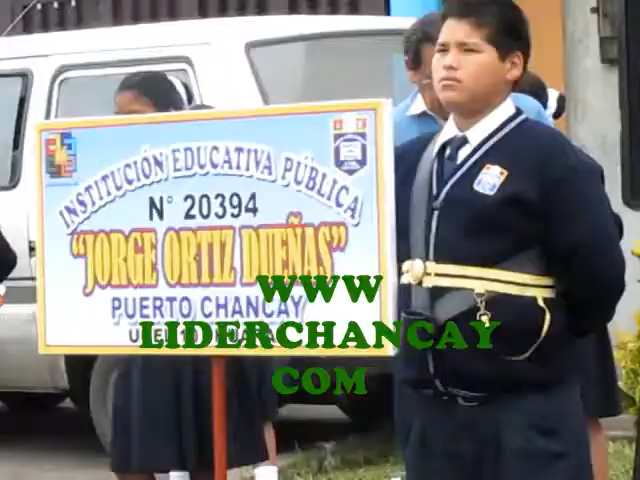 INSTITUCIÓN EDUCATIVA PÚBLICA
N° 20394
"JORGE ORTIZ DUEÑAS"
PUERTO CHANCAY
WWW
LIDERCHANCAY
COM